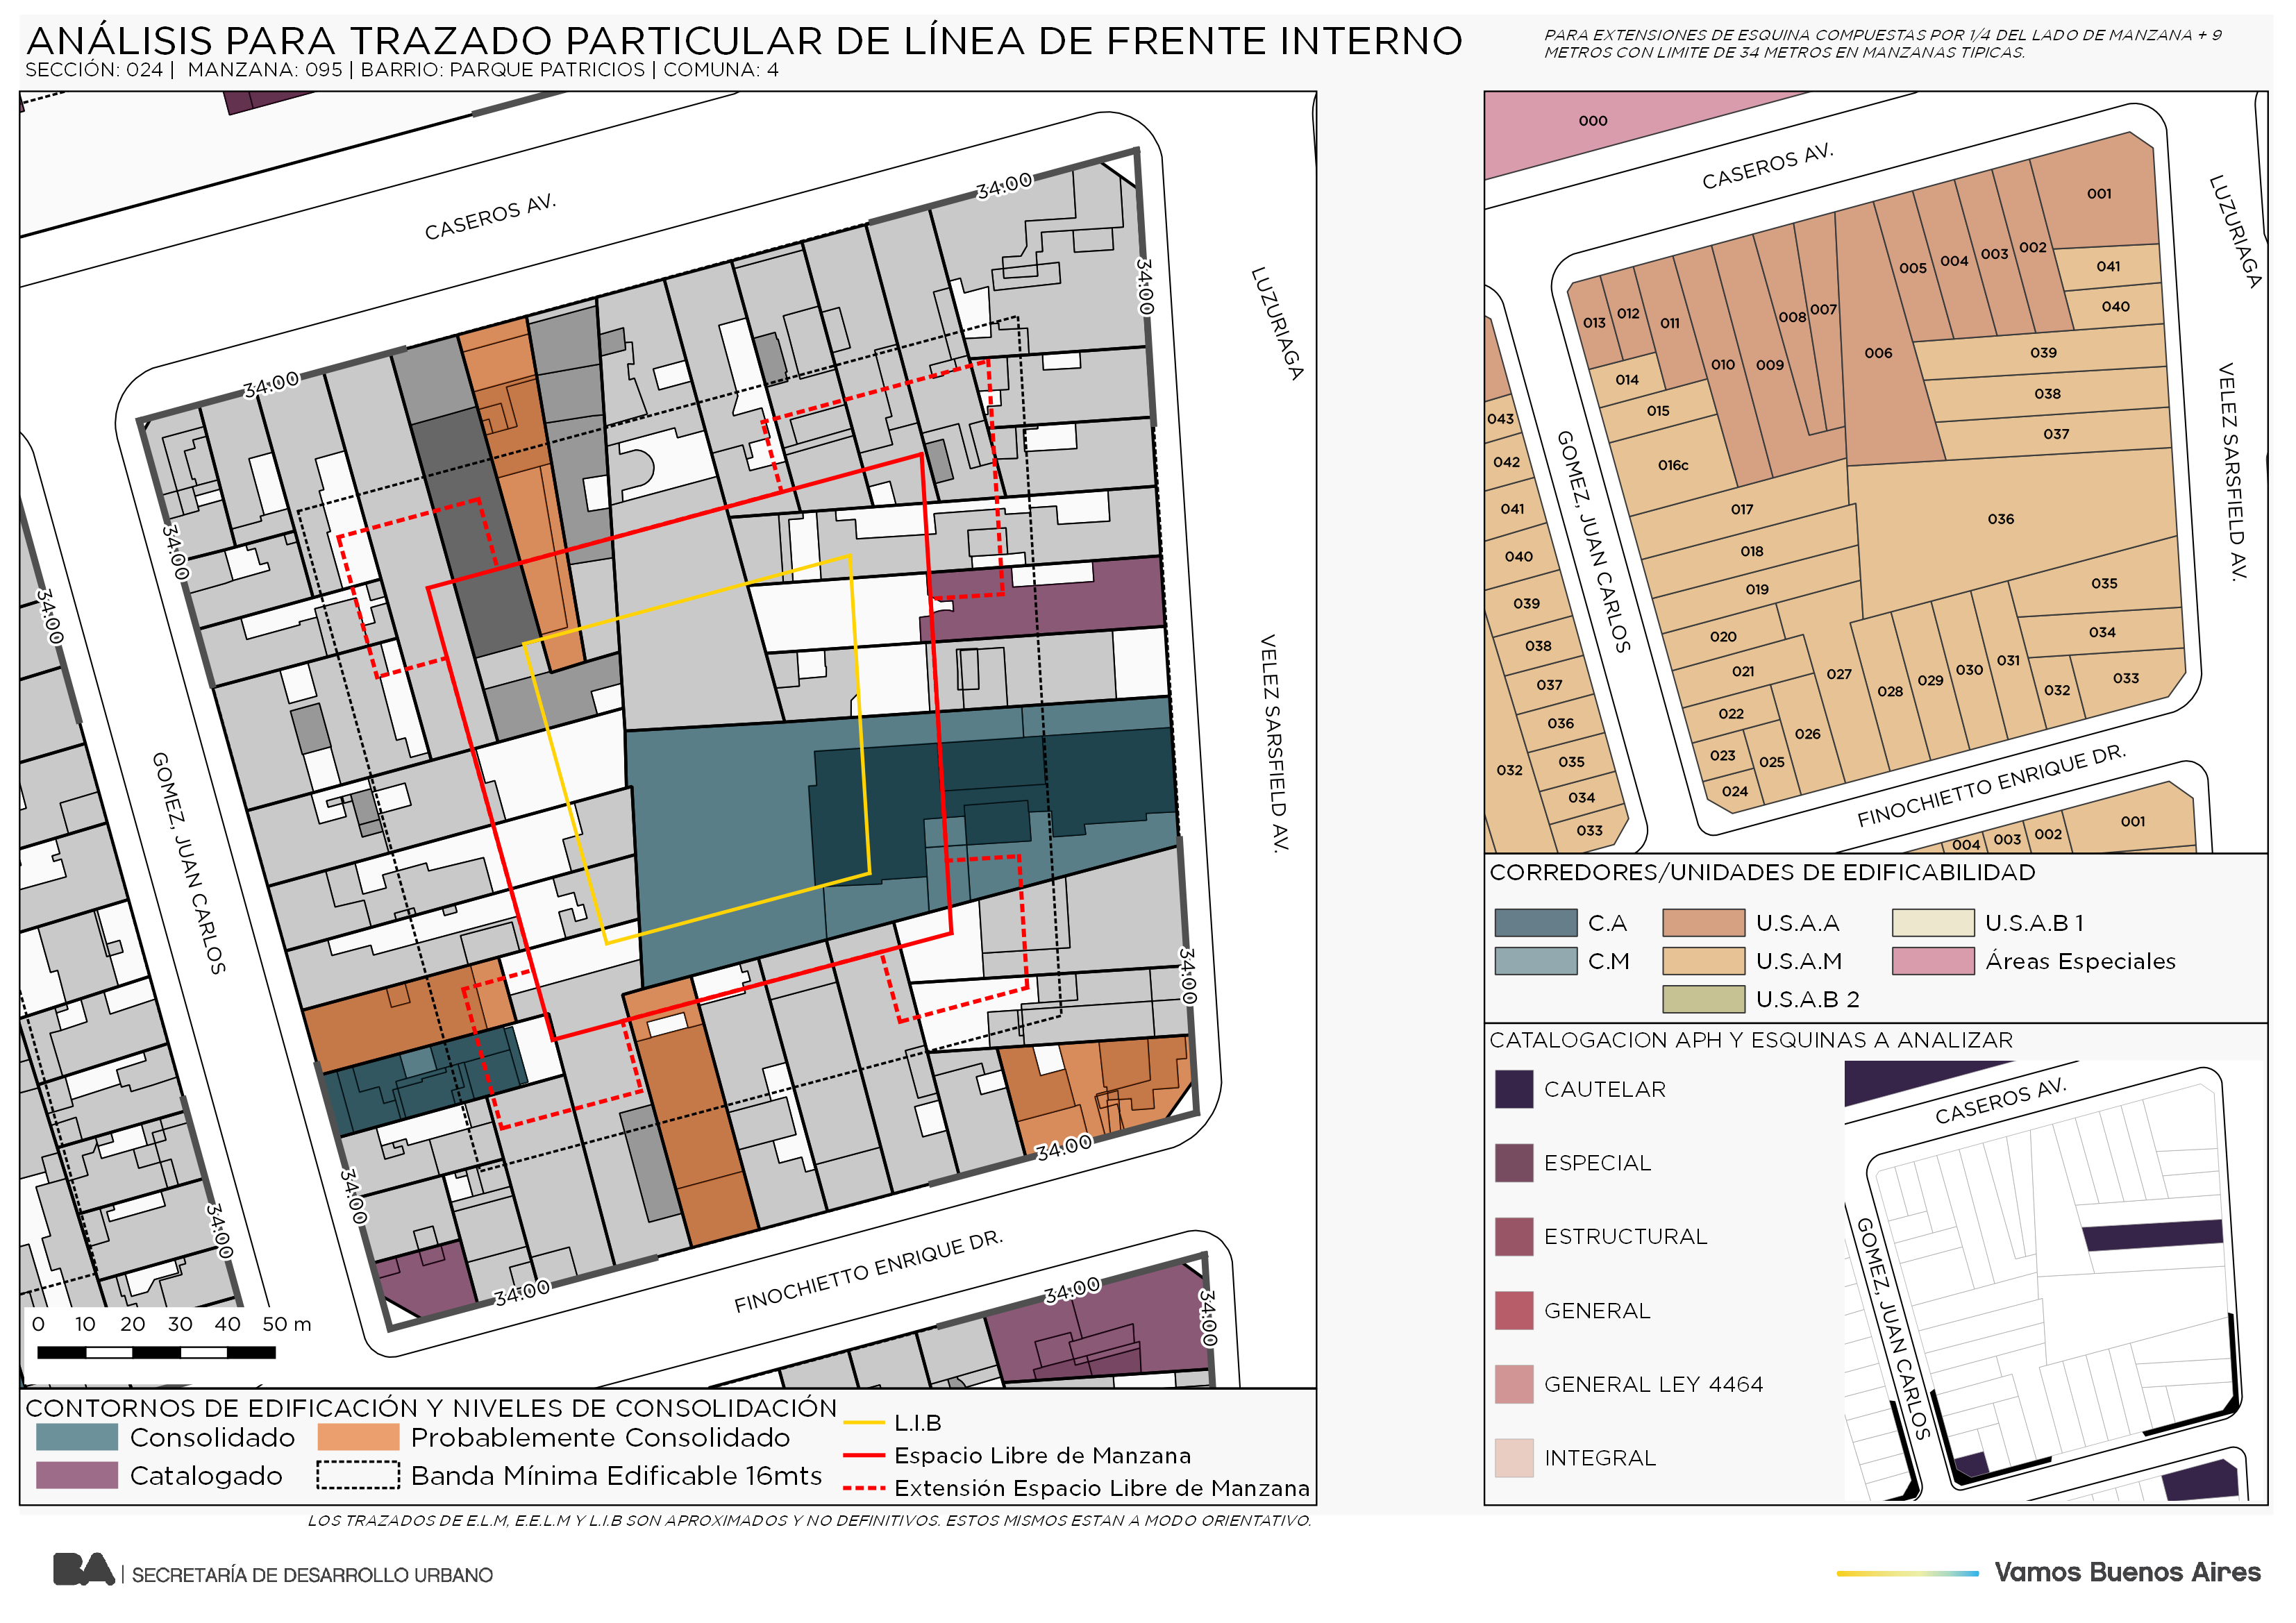 ANÁLISIS PARA TRAZADO PARTICULAR DE LÍNEA DE FRENTE INTERNO
SECCIÓN: 024 | MANZANA: 095 | BARRIO: PARQUE PATRICIOS | COMUNA: 4
PARA EXTENSIONES DE ESQUINA COMPUESTAS POR 1/4 DEL LADO DE MANZANA + 9
METROS CON LIMITE DE 34 METROS EN MANZANAS TIPICAS.
CASEROS AV.
34.00
34.00
34.00
34.00
34.00
LUZURIAGA
VELEZ SARSFIELD AV.
GOMEZ, JUAN CARLOS
34.00
34.00
34.00
34.00
34.00
FINOCHIETTO ENRIQUE DR.
34.00
34.00
0 10 20 30 40 50 m
CONTORNOS DE EDIFICACIÓN Y NIVELES DE CONSOLIDACIÓN
Consolidado
Probablemente Consolidado
Catalogado
Banda Mínima Edificable 16mts
L.I.B
Espacio Libre de Manzana
Extensión Espacio Libre de Manzana
LOS TRAZADOS DE E.L.M, E.E.L.M Y L.I.B SON APROXIMADOS Y NO DEFINITIVOS. ESTOS MISMOS ESTAN A MODO ORIENTATIVO.
000
CASEROS AV.
LUZURIAGA
VELEZ SARSFIELD AV.
GOMEZ, JUAN CARLOS
FINOCHIETTO ENRIQUE DR.
001
002
003
004
005
006
007
008
009
010
011
012
013
014
015
016c
017
018
019
020
021
022
023
024
025
026
027
028
029
030
031
032
033
034
035
036
037
038
039
040
041
043
042
041
040
039
038
037
036
035
034
033
032
004
003
002
001
CORREDORES/UNIDADES DE EDIFICABILIDAD
C.A
U.S.A.A
U.S.A.B 1
C.M
U.S.A.M
Áreas Especiales
U.S.A.B 2
CATALOGACION APH Y ESQUINAS A ANALIZAR
CAUTELAR
ESPECIAL
ESTRUCTURAL
GENERAL
GENERAL LEY 4464
INTEGRAL
CASEROS AV.
GOMEZ, JUAN CARLOS
BA | SECRETARÍA DE DESARROLLO URBANO
Vamos Buenos Aires